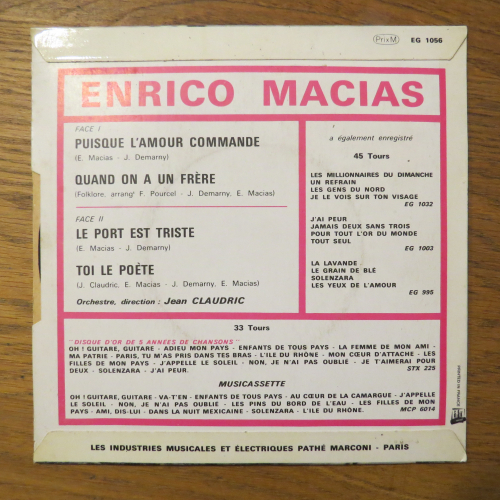 PrixM EG 1056
ENRICO MACIAS
FACE I
PUISQUE L'AMOUR COMMANDE
(E. Macias - J. Demarny)
QUAND ON A UN FRÈRE
(Folklore, arrangt F. Pourcel - J. Demarny, E. Macias)
FACE II
LE PORT EST TRISTE
(E. Macias - J. Demarny)
TOI LE POÈTE
(J. Claudric, E. Macias - J. Demarny, E. Macias)
Orchestre, direction : Jean CLAUDRIC
a également enregistré
45 Tours
LES MILLIONNAIRES DU DIMANCHE
UN REFRAIN
LES GENS DU NORD
JE LE VOIS SUR TON VISAGE
EG 1032
J'AI PEUR
JAMAIS DEUX SANS TROIS
POUR TOUT L'OR DU MONDE
TOUT SEUL
EG 1003
LA LAVANDE
LE GRAIN DE BLÉ
SOLENZARA
LES YEUX DE L'AMOUR
EG 995
33 Tours
"DISQUE D'OR DE 5 ANNÉES DE CHANSONS"
OH ! GUITARE, GUITARE - ADIEU MON PAYS - ENFANTS DE TOUS PAYS - LA FEMME DE MON AMI -
MA PATRIE - PARIS, TU M'AS PRIS DANS TES BRAS - L'ILE DU RHÔNE - MON CŒUR D'ATTACHE - LES
FILLES DE MON PAYS - J'APPELLE LE SOLEIL - NON, JE N'AI PAS OUBLIÉ - JE T'AIMERAI POUR
DEUX - SOLENZARA - J'AI PEUR.
STX 225
MUSICASSETTE
OH ! GUITARE, GUITARE - VA-T'EN - ENFANTS DE TOUS PAYS - AU CŒUR DE LA CAMARGUE - J'APPELLE
LE SOLEIL - NON, JE N'AI PAS OUBLIÉ - LES PINS DU BORD DE L'EAU - LES FILLES DE MON
PAYS - AMI, DIS-LUI - DANS LA NUIT MEXICAINE - SOLENZARA - L'ILE DU RHÔNE.
MCP 6014
LES INDUSTRIES MUSICALES ET ÉLECTRIQUES PATHÉ MARCONI - PARIS